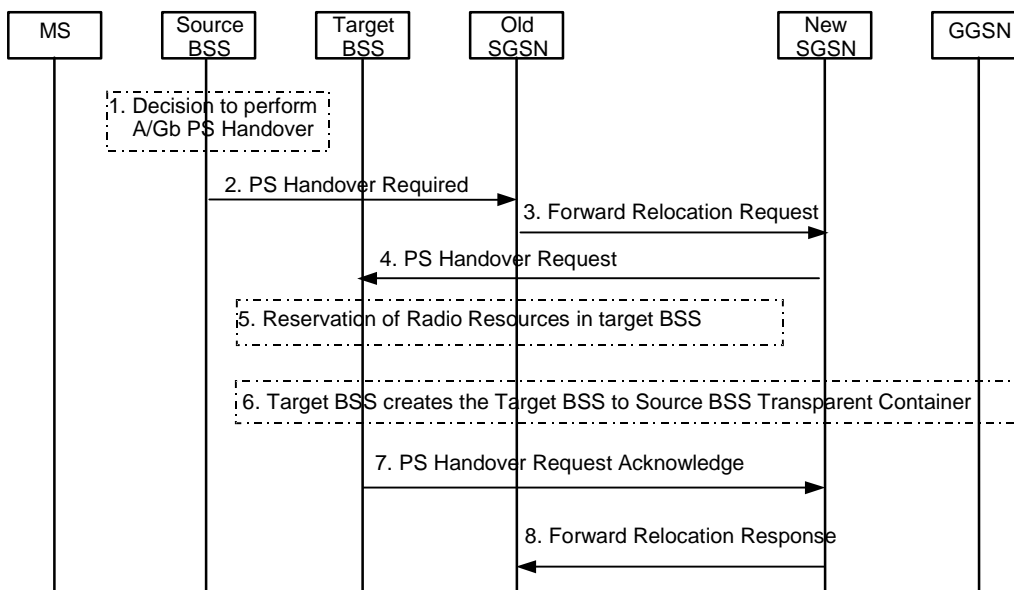 MS
Source
BSS
Target
BSS
Old
SGSN
New
SGSN
GGSN
1. Decision to perform
A/Gb PS Handover
2. PS Handover Required
3. Forward Relocation Request
4. PS Handover Request
5. Reservation of Radio Resources in target BSS
6. Target BSS creates the Target BSS to Source BSS Transparent Container
7. PS Handover Request Acknowledge
8. Forward Relocation Response